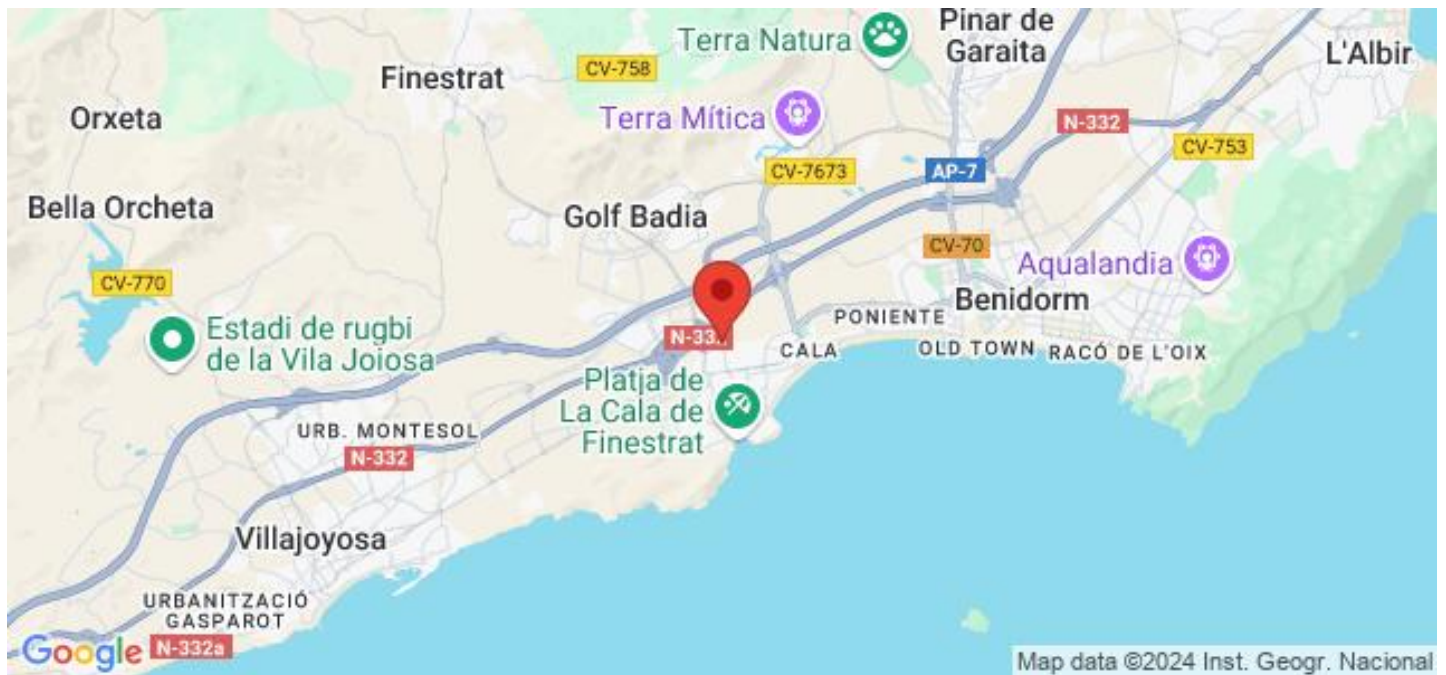 Terra Natura
Pinar de
Garaita
L'Albir
Finestrat
CV-758
Orxeta
Terra Mítica
N-332
CV-753
CV-7673
AP-7
Bella Orcheta
Golf Badia
CV-70
Aqualandia
CV-770
Benidorm
PONIENTE
Estadi de rugbi
de la Vila Joiosa
CALA
OLD TOWN
RACÓ DE L'OIX
Platja de
La Cala de
Finestrat
URB. MONTESOL
N-332
Villajoyosa
URBANITZACIÓ
GASPAROT
Google
N-332a
Map data ©2024 Inst. Geogr. Nacional